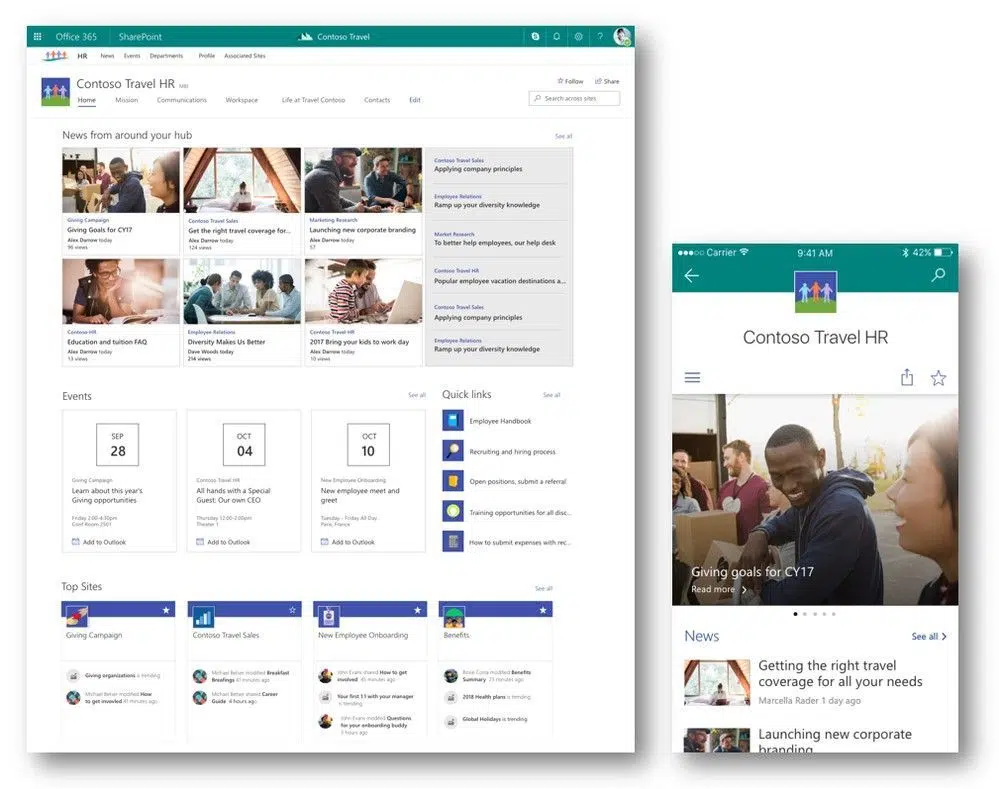 Office 365 SharePoint Contoso Travel ?
HR News Events Departments Profile Associated Sites
Contoso Travel HR MBI
Follow Share
Home Mission Communications Workspace Life at Travel Contoso Contacts Edit
Search across sites
News from around your hub See all
Giving Campaign
Giving Goals for CY17
Alex Darrow today
96 views
Contoso Travel Sales
Get the right travel coverage for...
Alex Darrow today
124 views
Marketing Research
Launching new corporate branding
Alex Darrow today
57
Contoso Travel Sales
Applying company principles
Employee Relations
Ramp up your diversity knowledge
Market Research
To better help employees, our help desk
Contoso Travel HR
Popular employee vacation destinations a...
Contoso Travel Sales
Applying company principles
Employee Relations
Ramp up your diversity knowledge
Contoso HR
Education and tuition FAQ
Alex Darrow today
13 views
Employee Relations
Diversity Makes Us Better
Dave Woods today
214 views
Contoso Travel HR
2017 Bring your kids to work day
Alex Darrow today
10 views
Events See all
SEP
28
Giving Campaign
Learn about this year's
Giving opportunities
Friday 2:00-4:30pm
Conf Room 2501
Add to Outlook
OCT
04
Contoso Travel HR
All hands with a Special
Guest: Our own CEO
Thursday 12:00-2:00pm
Theater 1
Add to Outlook
OCT
10
New Employee Onboarding
New employee meet and
greet
Tuesday - Friday All Day
Paris, France
Add to Outlook
Quick links See all
Employee Handbook
Recruiting and hiring process
Open positions, submit a referral
Training opportunities for all disc...
How to submit expenses with rec...
Top Sites See all
Giving Campaign
Giving organizations is trending
Michael Belser modified How
to get invovled 41 minutes ago
Contoso Travel Sales
Michael Belser modified Breakfast
Breafings 41 minutes ago
Michael Belser shared Career
Guide 4 hours ago
New Employee Onboarding
John Evans shared How to get
involved 45 minutes ago
Your first 1:1 with your manager
is trending
John Evans modified Questions
for your onboarding buddy
5 hours ago
Benefits
Rosie Costa modified Benefits
Summary 23 minutes ago
2018 Health plans is trending
Global Holidays is trending
Carrier 9:41 AM 42%
Contoso Travel HR
Giving goals for CY17
Read more
News See all
Getting the right travel
coverage for all your needs
Marcella Rader 1 day ago
Launching new corporate
branding